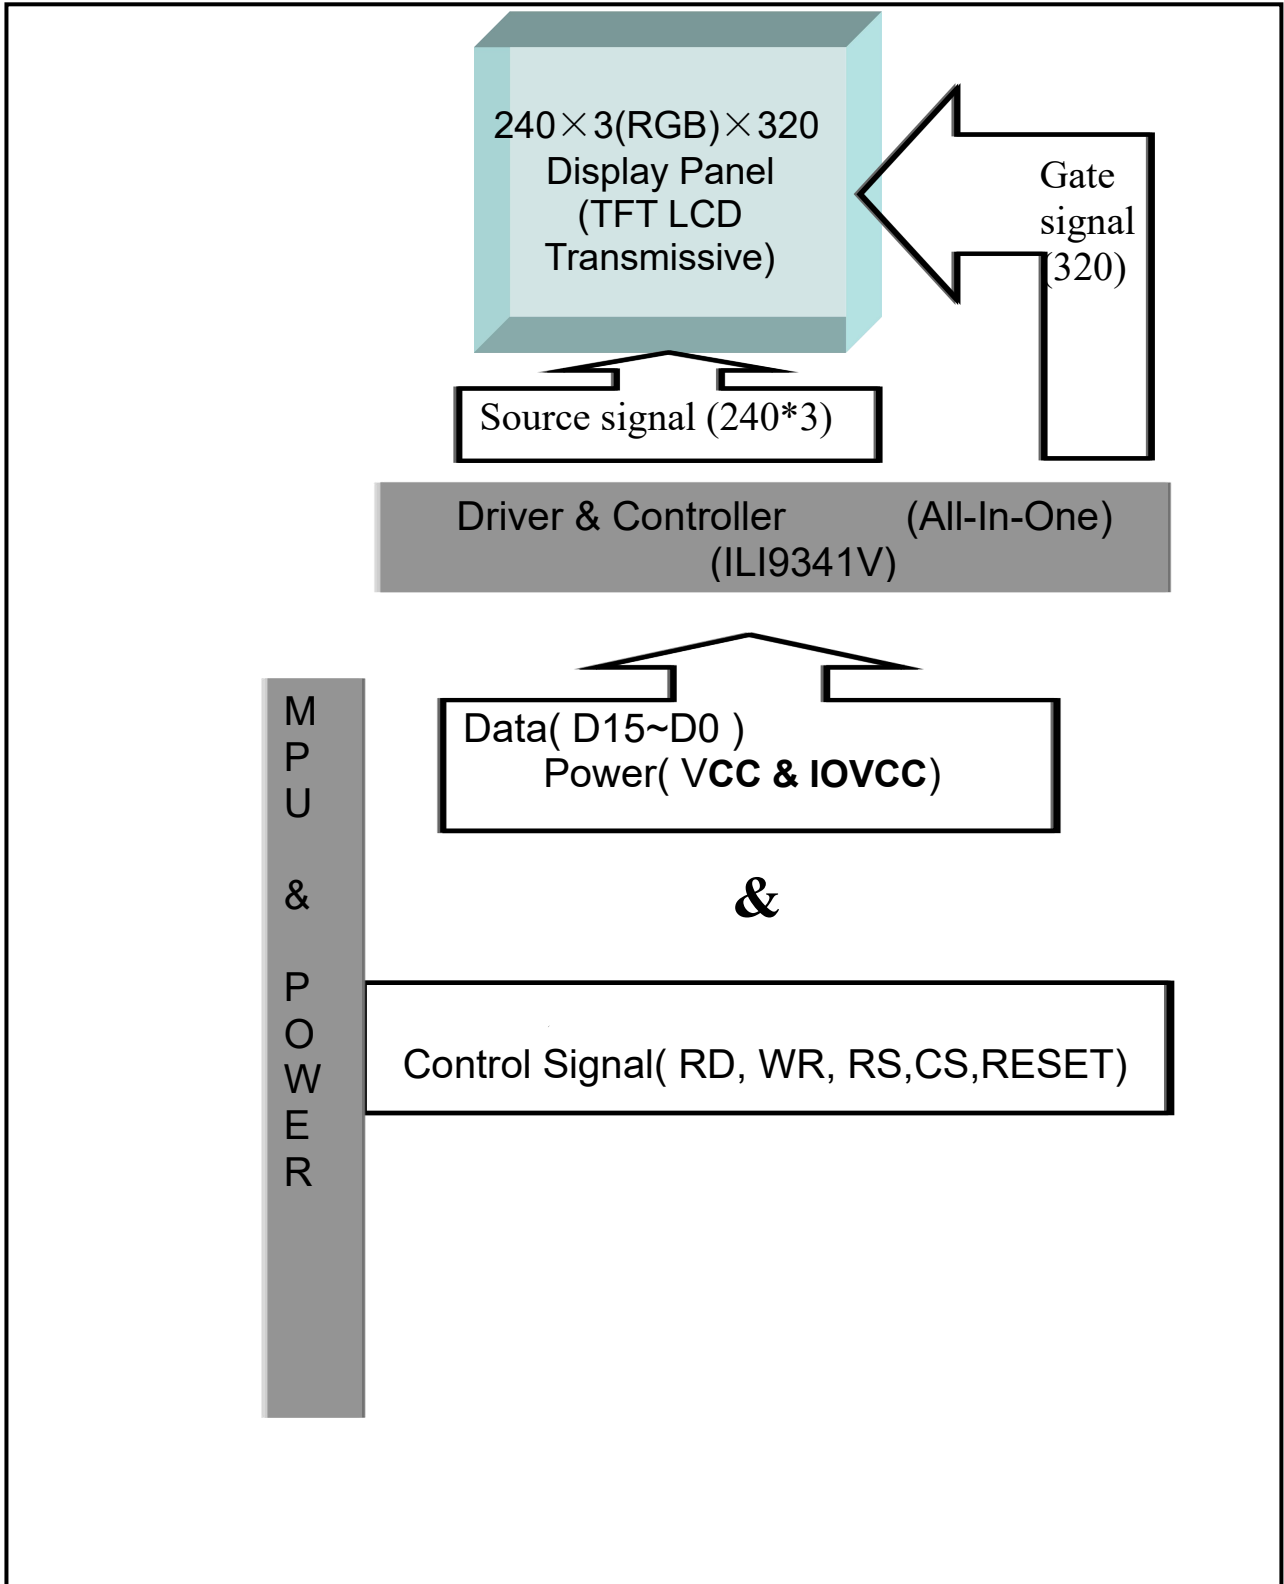 240×3(RGB)×320
Display Panel
(TFT LCD
Transmissive)
Gate
signal
(320)
Source signal (240*3)
Driver & Controller (All-In-One)
(ILI9341V)
M
P
U
&
P
O
W
E
R
Data( D15~D0 )
Power( VCC & IOVCC)
&
Control Signal( RD, WR, RS,CS,RESET)